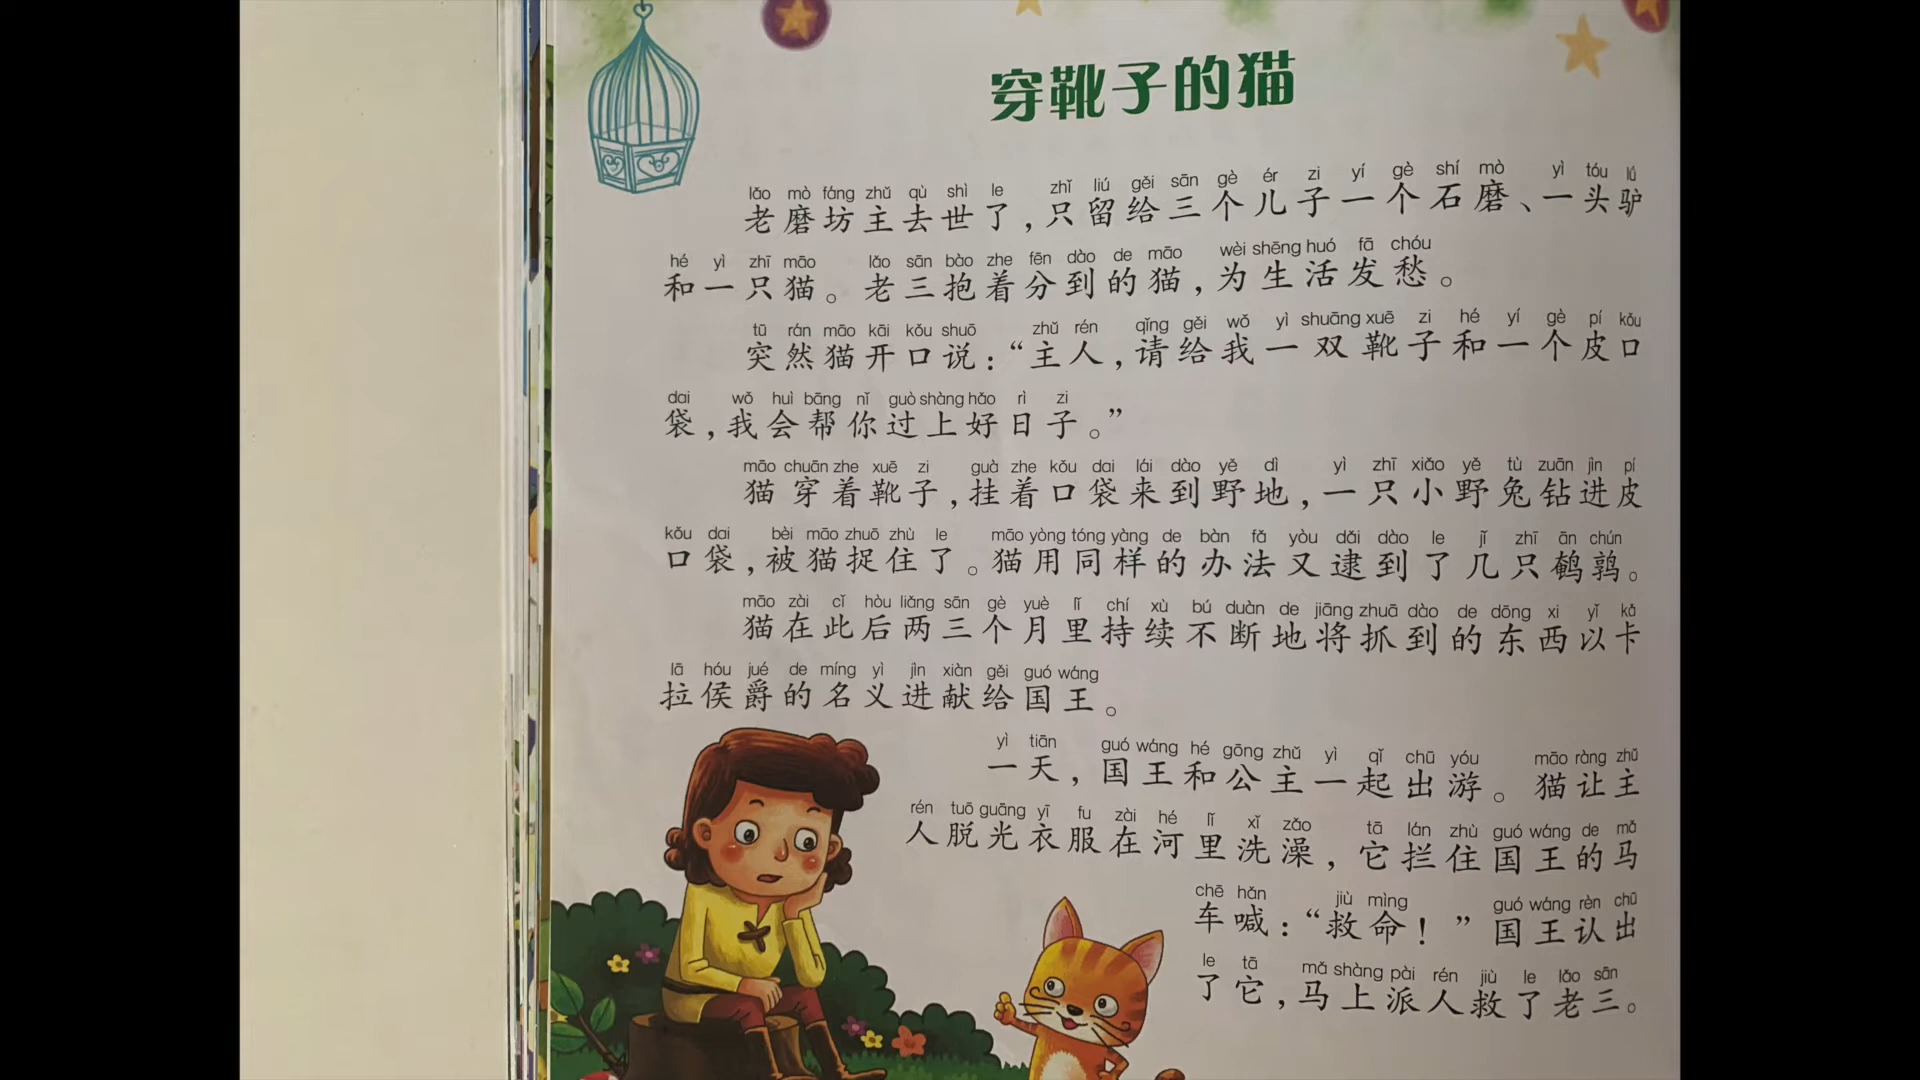 穿靴子的猫
lǎo mò fáng zhǔ qù shì le zhǐ liú gěi sān gè ér zi yí gè shí mò yì tóu lǘ
老磨坊主去世了,只留给三个儿子一个石磨、一头驴
hé yì zhī māo lǎo sān bào zhe fēn dào de māo wèi shēng huó fā chóu
和一只猫。老三抱着分到的猫,为生活发愁。
tū rán māo kāi kǒu shuō zhǔ rén qǐng gěi wǒ yì shuāng xuē zi hé yí gè pí kǒu
突然猫开口说:“主人,请给我一双靴子和一个皮口
dai wǒ huì bāng nǐ guò shàng hǎo rì zi
袋,我会帮你过上好日子。”
māo chuān zhe xuē zi guà zhe kǒu dai lái dào yě dì yì zhī xiǎo yě tù zuān jìn pí
猫穿着靴子,挂着口袋来到野地,一只小野兔钻进皮
kǒu dai bèi māo zhuō zhù le māo yòng tóng yàng de bàn fǎ yòu dǎi dào le jǐ zhī ān chún
口袋,被猫捉住了。猫用同样的办法又逮到了几只鹌鹑。
māo zài cǐ hòu liǎng sān gè yuè lǐ chí xù bú duàn de jiāng zhuā dào de dōng xi yǐ kǎ
猫在此后两三个月里持续不断地将抓到的东西以卡
lā hóu jué de míng yì jìn xiàn gěi guó wáng
拉侯爵的名义进献给国王。
yì tiān guó wáng hé gōng zhǔ yì qǐ chū yóu māo ràng zhǔ
一天,国王和公主一起出游。猫让主
rén tuō guāng yī fu zài hé lǐ xǐ zǎo tā lán zhù guó wáng de mǎ
人脱光衣服在河里洗澡,它拦住国王的马
chē hǎn jiù mìng guó wáng rèn chū
车喊:“救命!”国王认出
le tā mǎ shàng pài rén jiù le lǎo sān
了它,马上派人救了老三。